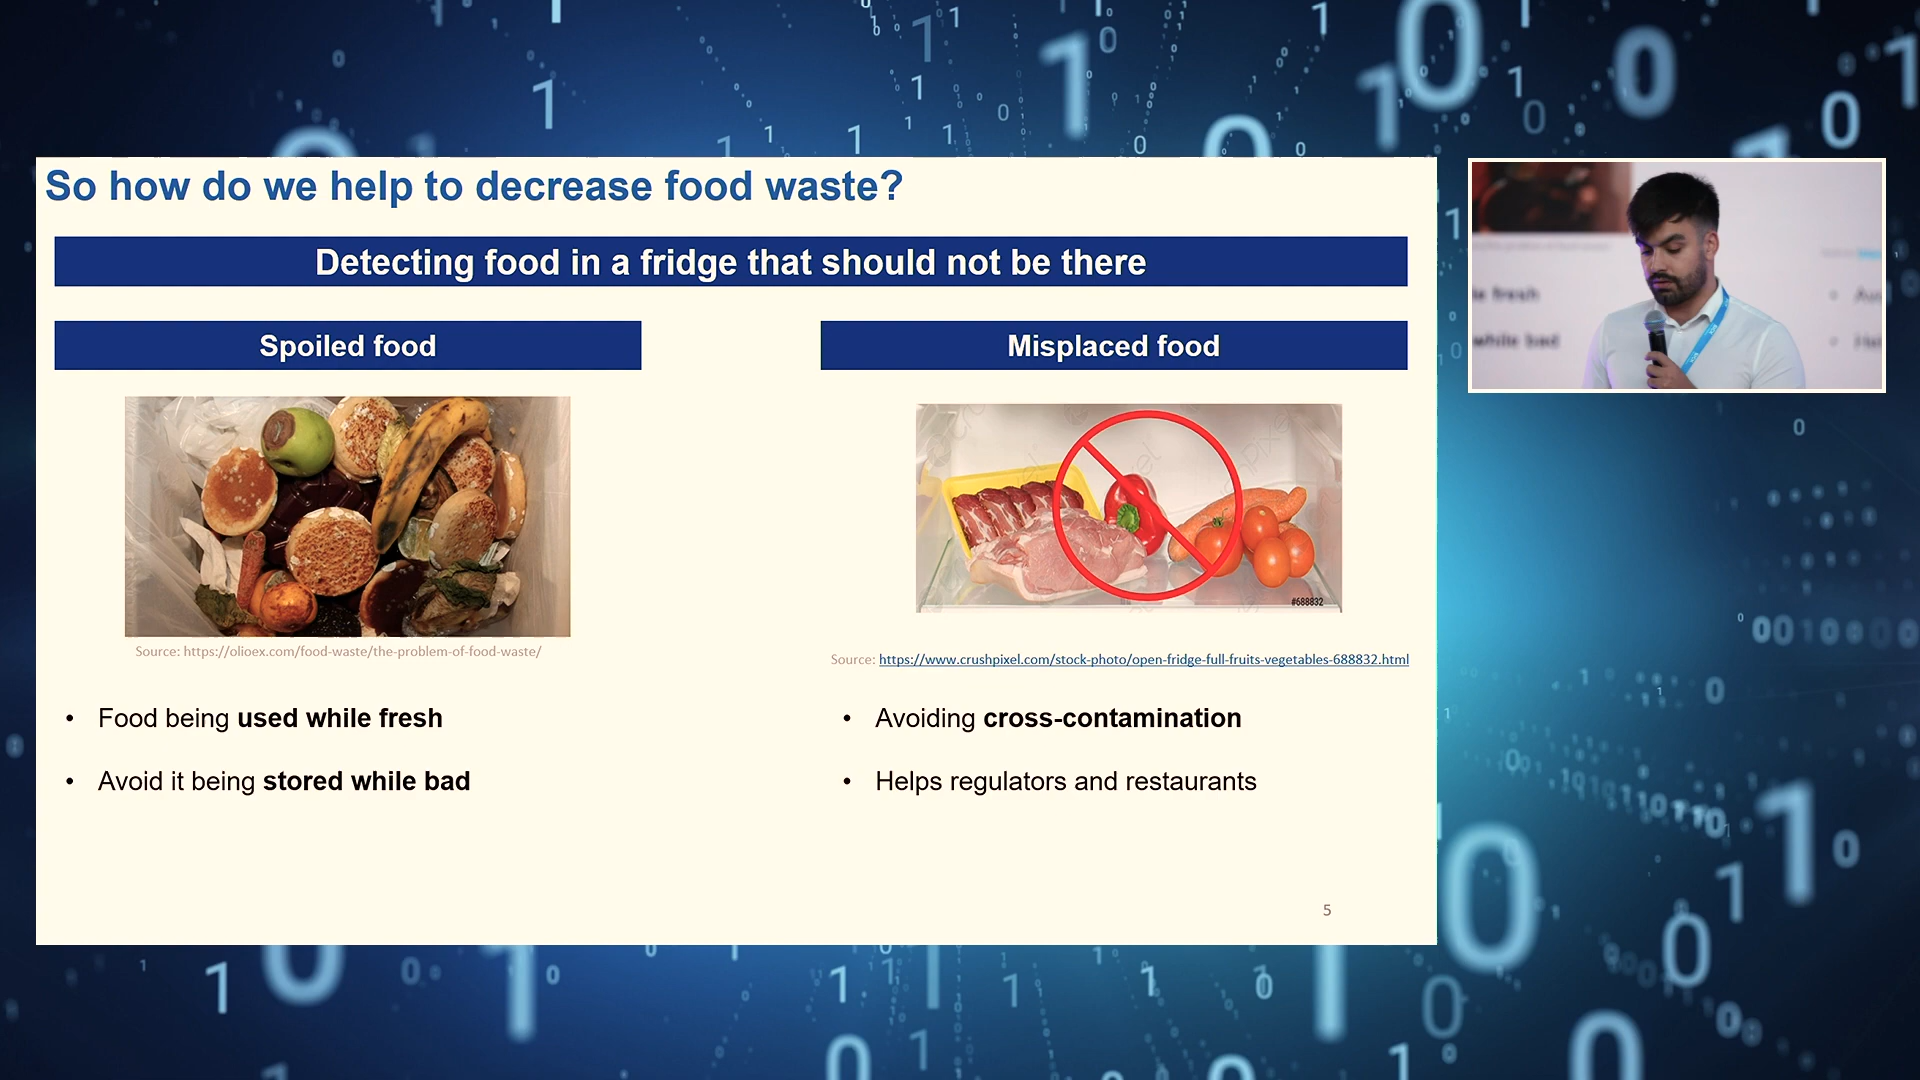 So how do we help to decrease food waste?
Detecting food in a fridge that should not be there
Spoiled food
Misplaced food
#688832
Source: https://olioex.com/food-waste/the-problem-of-food-waste/
Source: https://www.crushpixel.com/stock-photo/open-fridge-full-fruits-vegetables-688832.html
• Food being used while fresh
• Avoid it being stored while bad
• Avoiding cross-contamination
• Helps regulators and restaurants
5
fresh
while bad